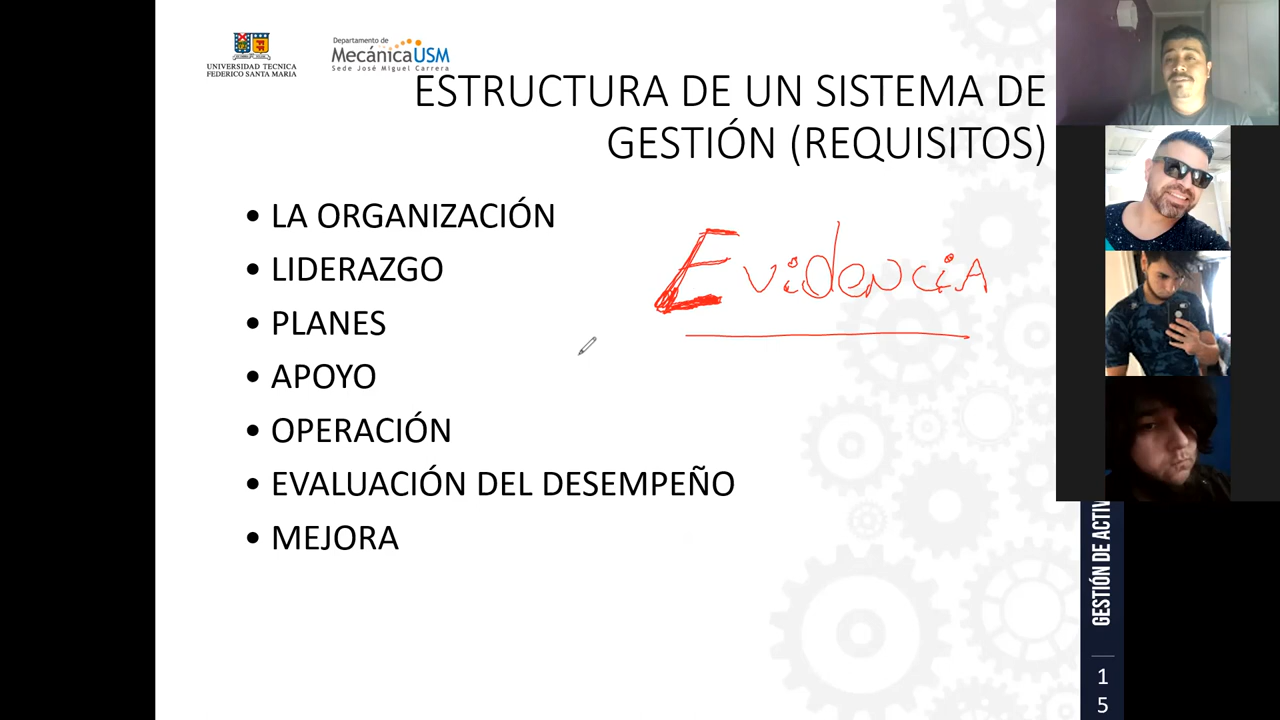 UNIVERSIDAD TECNICA
FEDERICO SANTA MARIA
Departamento de
MecánicaUSM
Sede José Miguel Carrera
ESTRUCTURA DE UN SISTEMA DE
GESTIÓN (REQUISITOS)
• LA ORGANIZACIÓN
• LIDERAZGO
• PLANES
• APOYO
• OPERACIÓN
• EVALUACIÓN DEL DESEMPEÑO
• MEJORA
Evidencia
GESTIÓN DE ACTIV
1
5